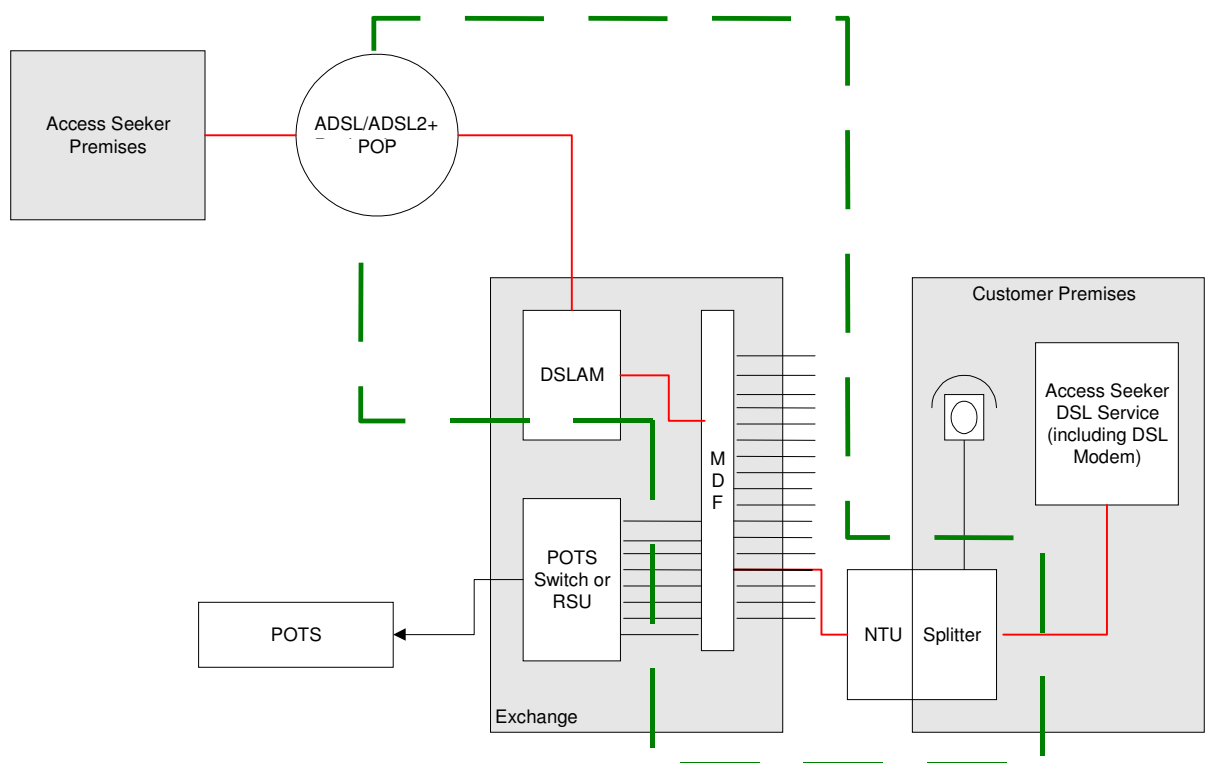 Access Seeker
Premises
ADSL/ADSL2+
POP
Customer Premises
DSLAM
Access Seeker
DSL Service
(including DSL
Modem)
M
D
F
POTS
Switch or
RSU
POTS
NTU
Splitter
Exchange